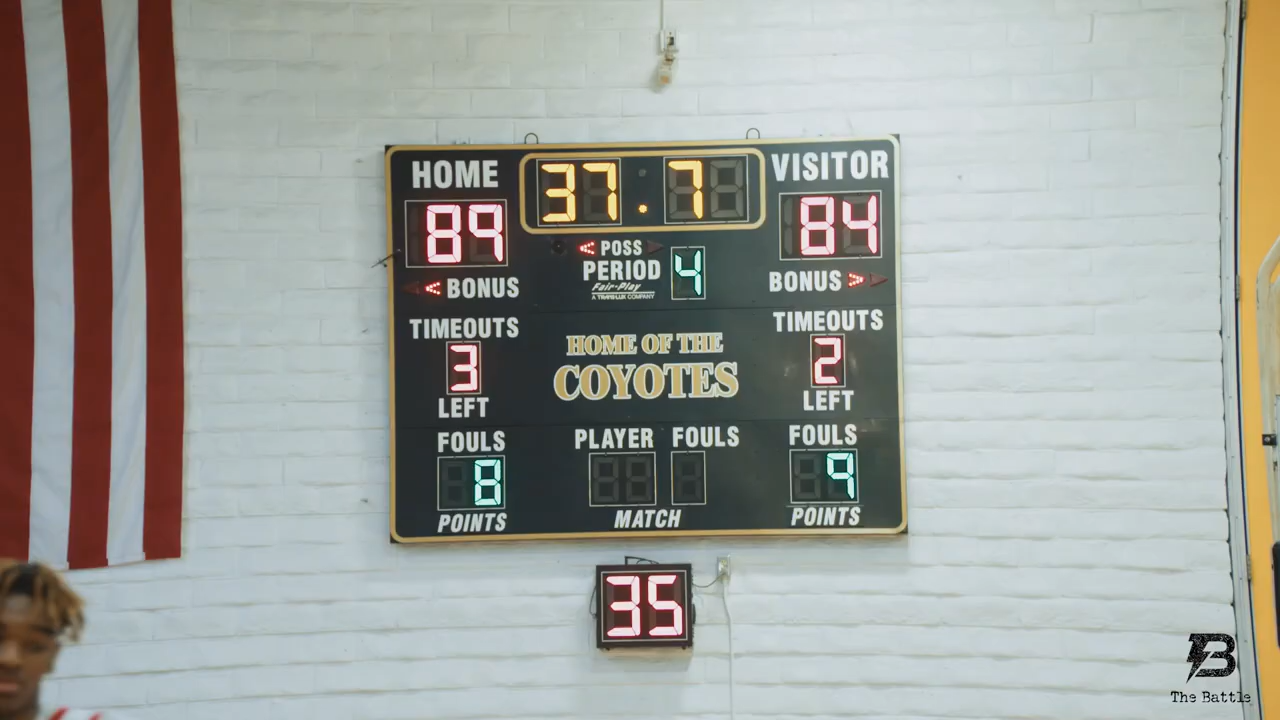 HOME 37.7 VISITOR
89 84
< POSS
PERIOD 4
Fair-Play
A TRANS-LUX COMPANY
< BONUS BONUS >
TIMEOUTS TIMEOUTS
3 2
LEFT LEFT
HOME OF THE
COYOTES
FOULS PLAYER FOULS FOULS
8 9
POINTS MATCH POINTS
35
B
The Battle